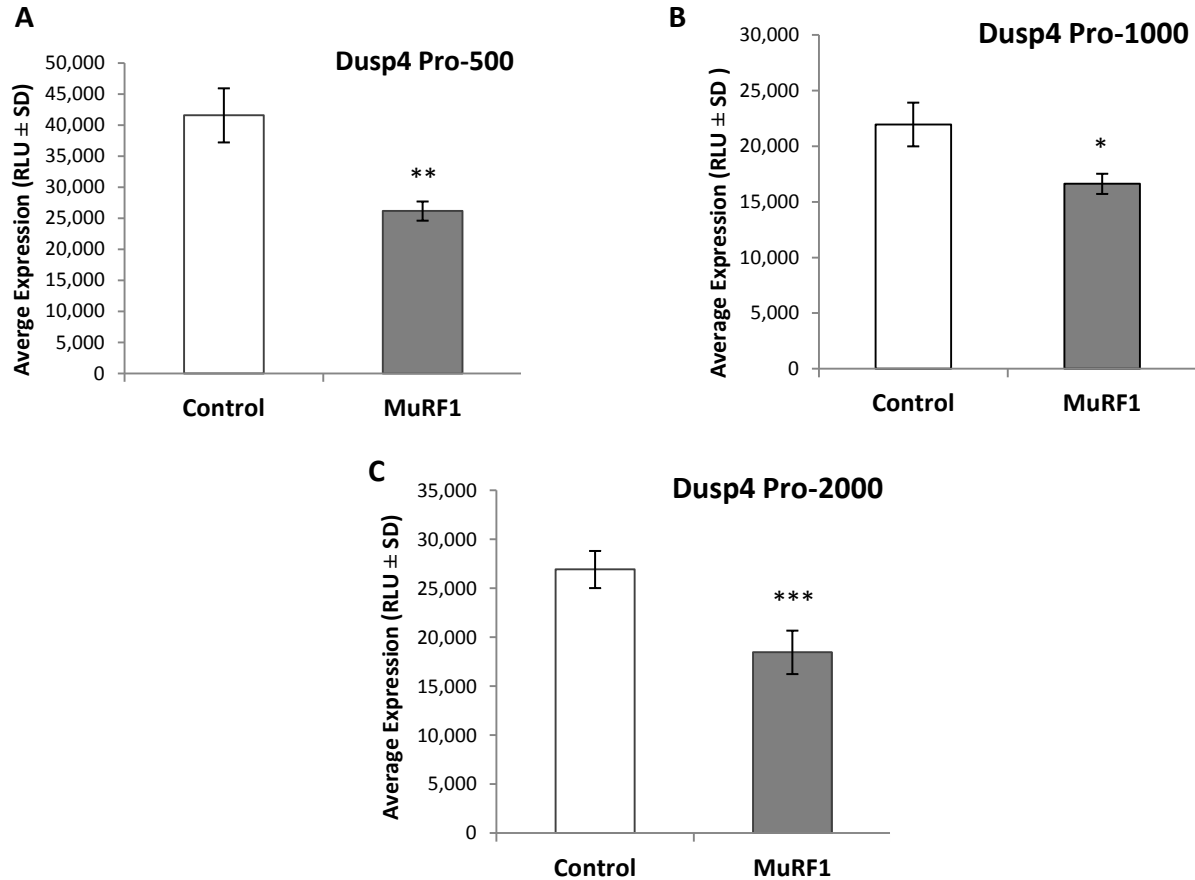 A
Dusp4 Pro-500
Averge Expression (RLU ± SD)
50,000
45,000
40,000
35,000
30,000
25,000
20,000
15,000
10,000
5,000
0
**
Control
MuRF1
B
Dusp4 Pro-1000
Average Expression (RLU ± SD )
30,000
25,000
20,000
15,000
10,000
5,000
0
*
Control
MuRF1
C
Dusp4 Pro-2000
Average Expression (RLU ± SD)
35,000
30,000
25,000
20,000
15,000
10,000
5,000
0
***
Control
MuRF1